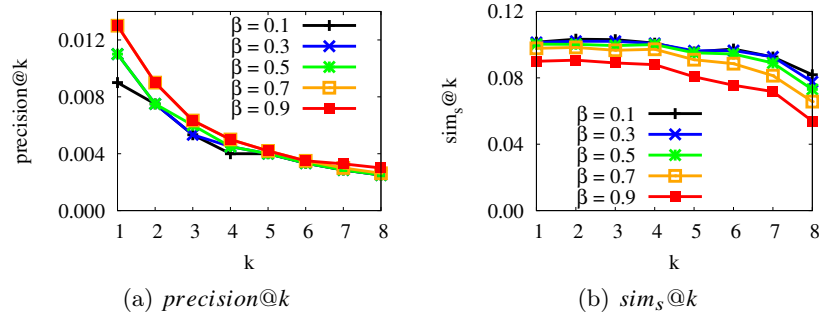 precision@k
0.012
0.008
0.004
0.000
1 2 3 4 5 6 7 8
k
β = 0.1
β = 0.3
β = 0.5
β = 0.7
β = 0.9
(a) precision@k
sim_s@k
0.12
0.08
0.04
0.00
1 2 3 4 5 6 7 8
k
β = 0.1
β = 0.3
β = 0.5
β = 0.7
β = 0.9
(b) sim_s@k